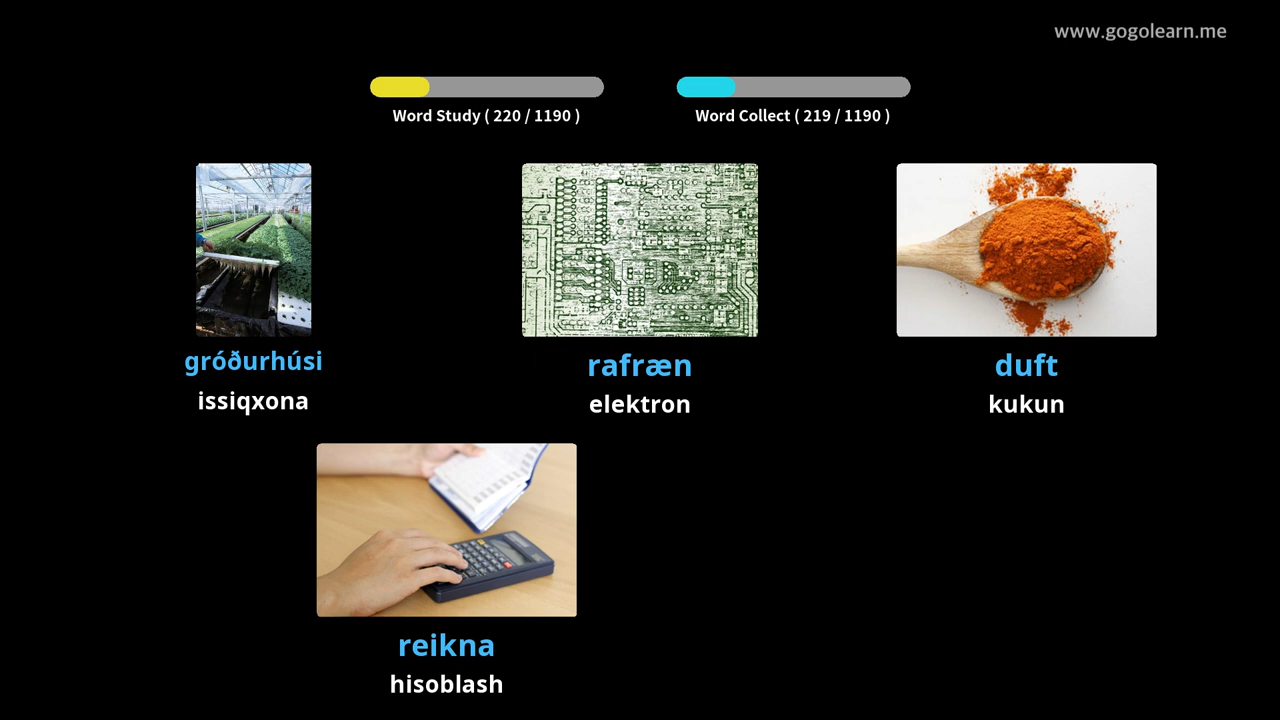 www.gogolearn.me
Word Study ( 220 / 1190 )
Word Collect ( 219 / 1190 )
gróðurhúsi
issiqxona
rafræn
elektron
duft
kukun
reikna
hisoblash